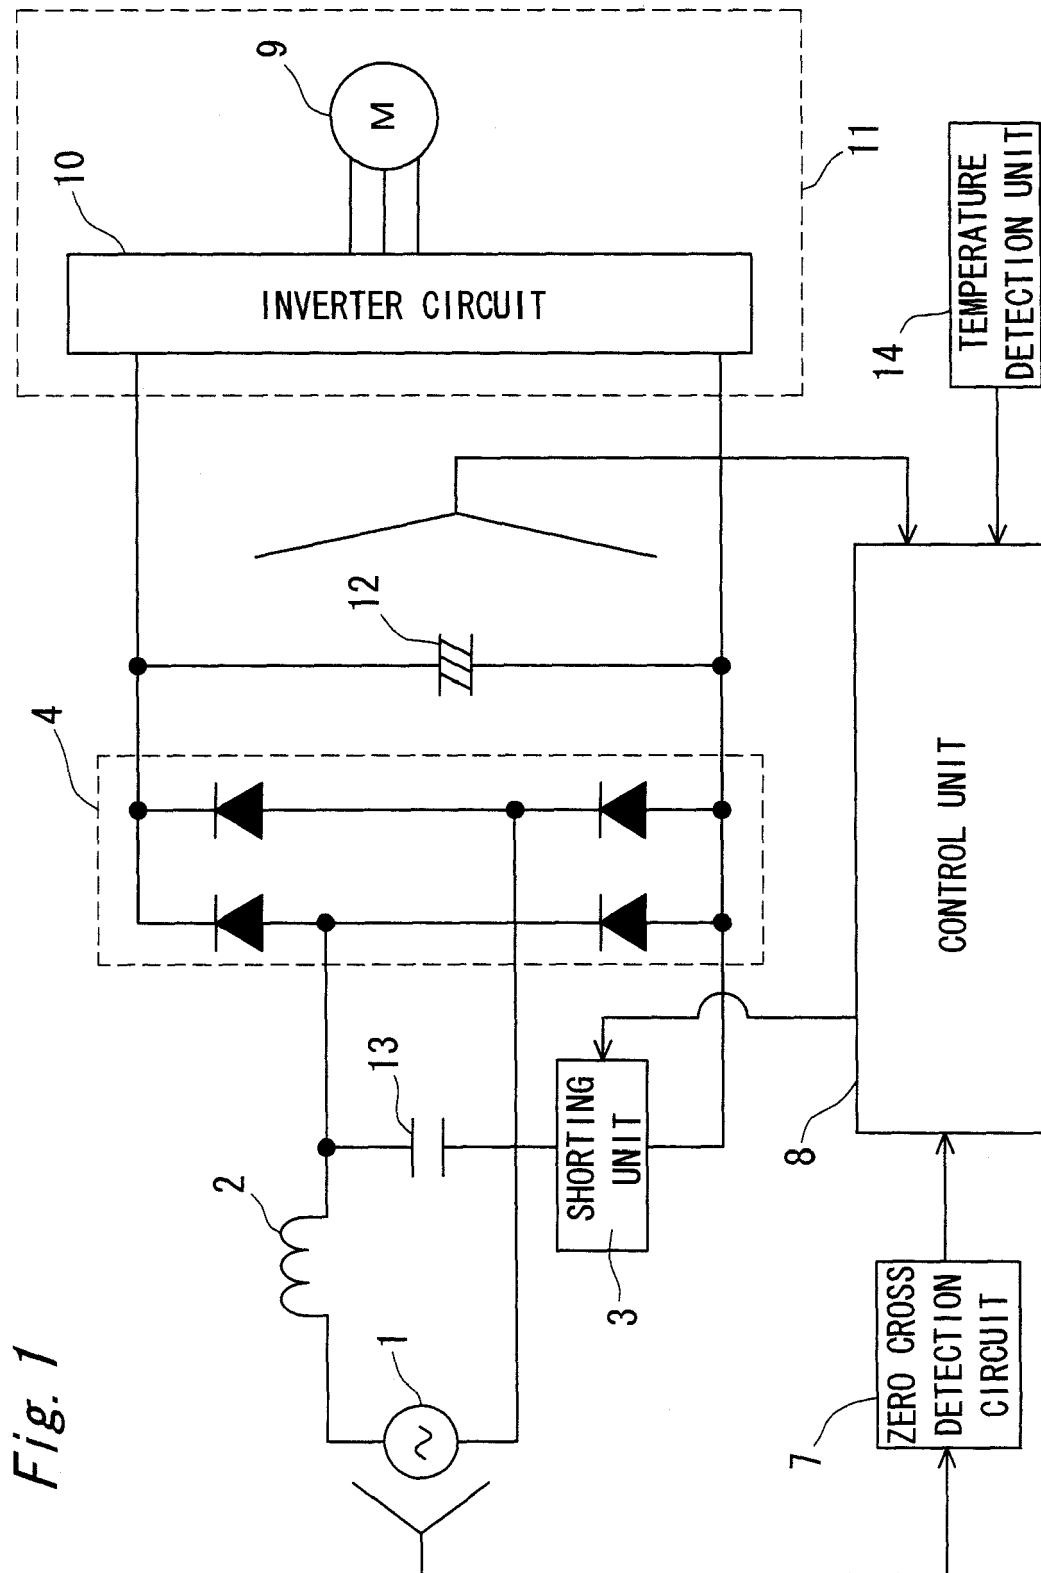 Fig. 1
4
12
10
9
M
INVERTER CIRCUIT
11
2
13
1
SHORTING
UNIT
3
8
CONTROL UNIT
14
TEMPERATURE
DETECTION UNIT
7
ZERO CROSS
DETECTION
CIRCUIT